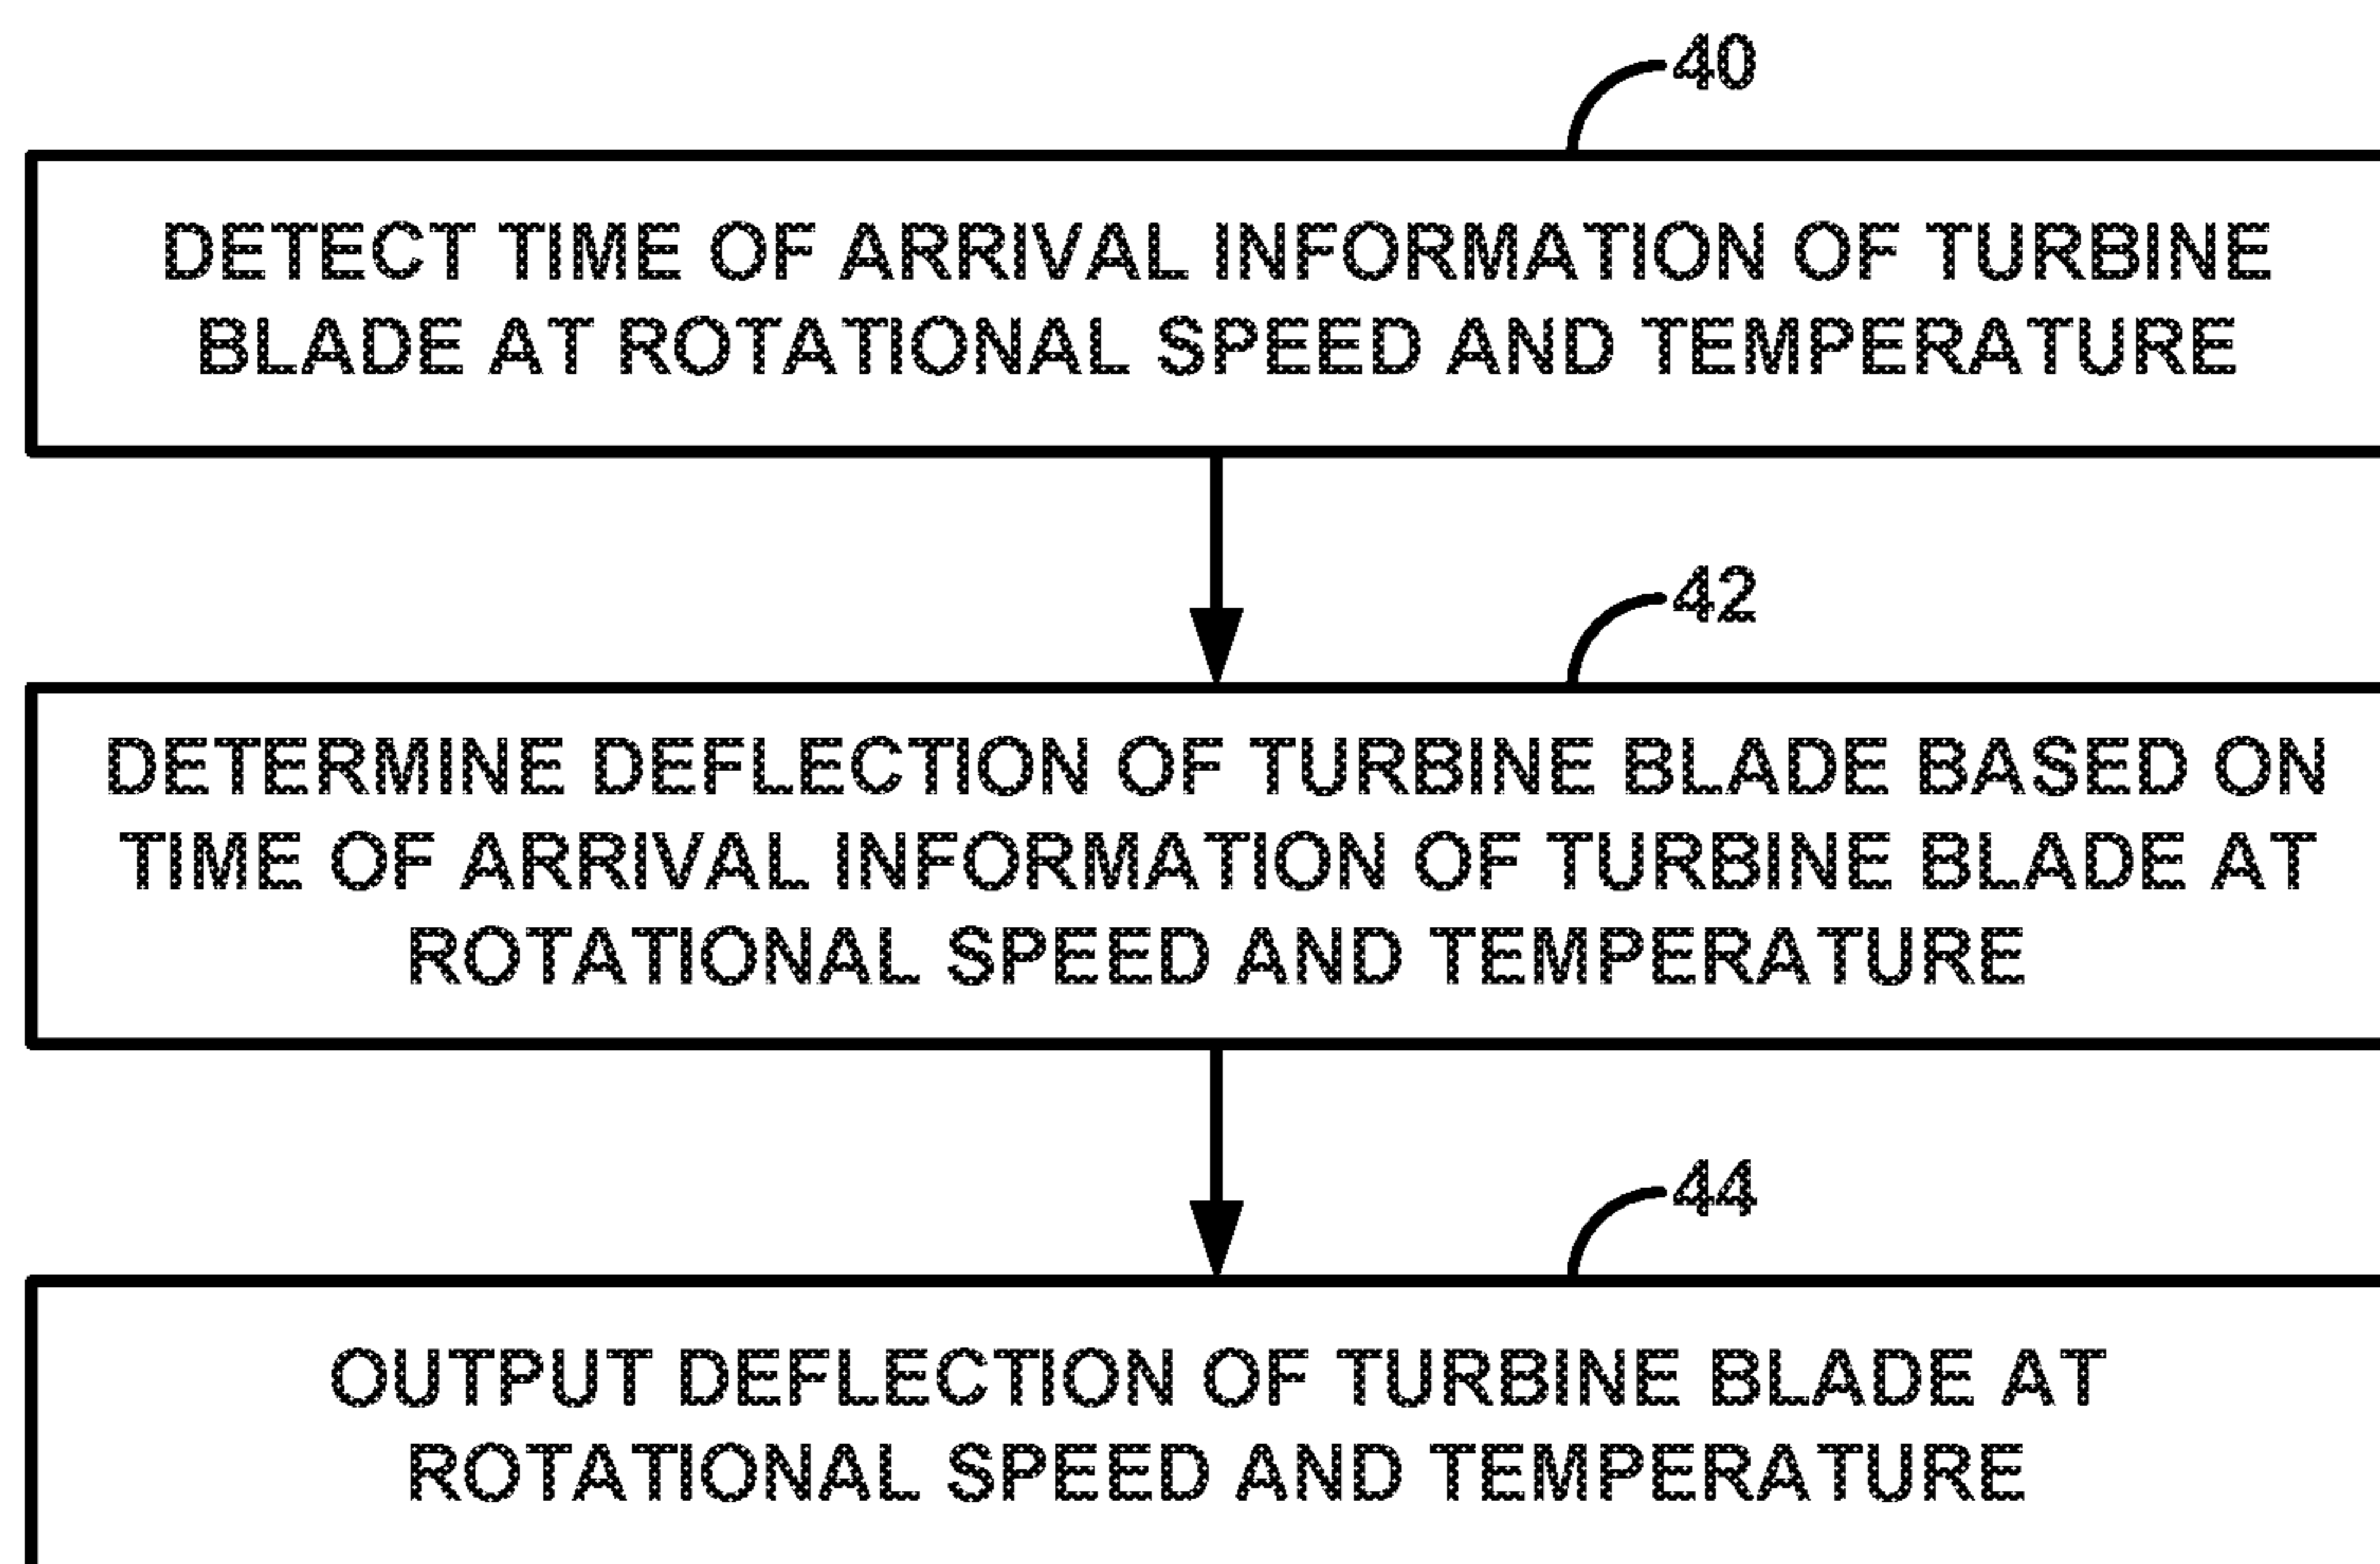 40
DETECT TIME OF ARRIVAL INFORMATION OF TURBINE
BLADE AT ROTATIONAL SPEED AND TEMPERATURE
42
DETERMINE DEFLECTION OF TURBINE BLADE BASED ON
TIME OF ARRIVAL INFORMATION OF TURBINE BLADE AT
ROTATIONAL SPEED AND TEMPERATURE
44
OUTPUT DEFLECTION OF TURBINE BLADE AT
ROTATIONAL SPEED AND TEMPERATURE